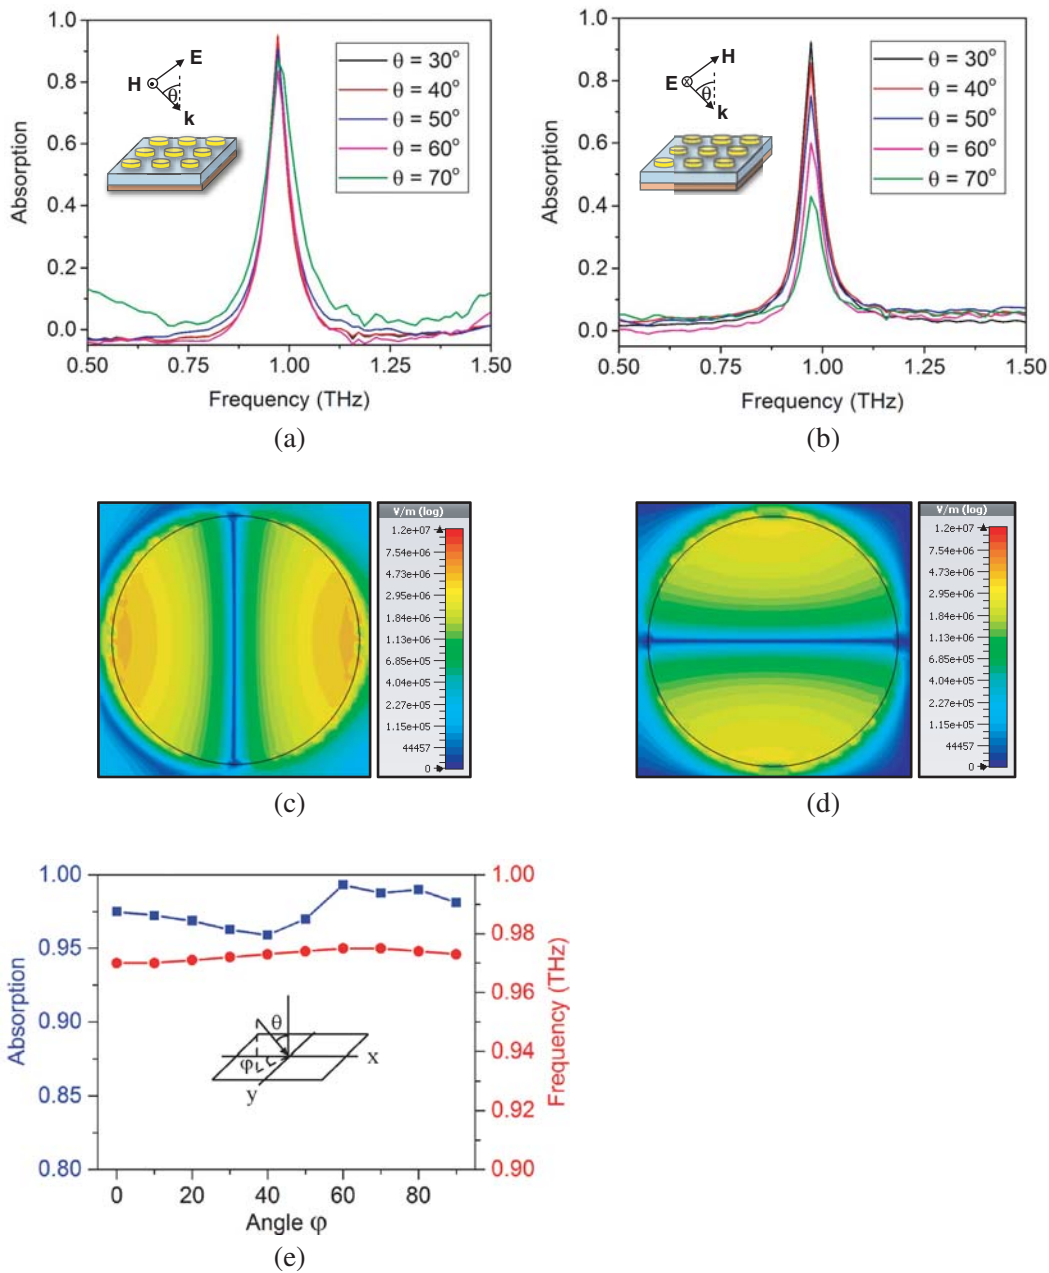 1.0
0.8
0.6
0.4
0.2
0.0
Absorption
E
H
θ
k
θ = 30°
θ = 40°
θ = 50°
θ = 60°
θ = 70°
0.50 0.75 1.00 1.25 1.50
Frequency (THz)
(a)
1.0
0.8
0.6
0.4
0.2
0.0
Absorption
H
E
θ
k
θ = 30°
θ = 40°
θ = 50°
θ = 60°
θ = 70°
0.50 0.75 1.00 1.25 1.50
Frequency (THz)
(b)
V/m (log)
1.2e+07
7.54e+06
4.73e+06
2.95e+06
1.84e+06
1.13e+06
6.85e+05
4.04e+05
2.27e+05
1.15e+05
44457
0
(c)
V/m (log)
1.2e+07
7.54e+06
4.73e+06
2.95e+06
1.84e+06
1.13e+06
6.85e+05
4.04e+05
2.27e+05
1.15e+05
44457
0
(d)
1.00
0.95
0.90
0.85
0.80
Absorption
θ
φ
x
y
1.00
0.98
0.96
0.94
0.92
0.90
Frequency (THz)
0 20 40 60 80
Angle φ
(e)